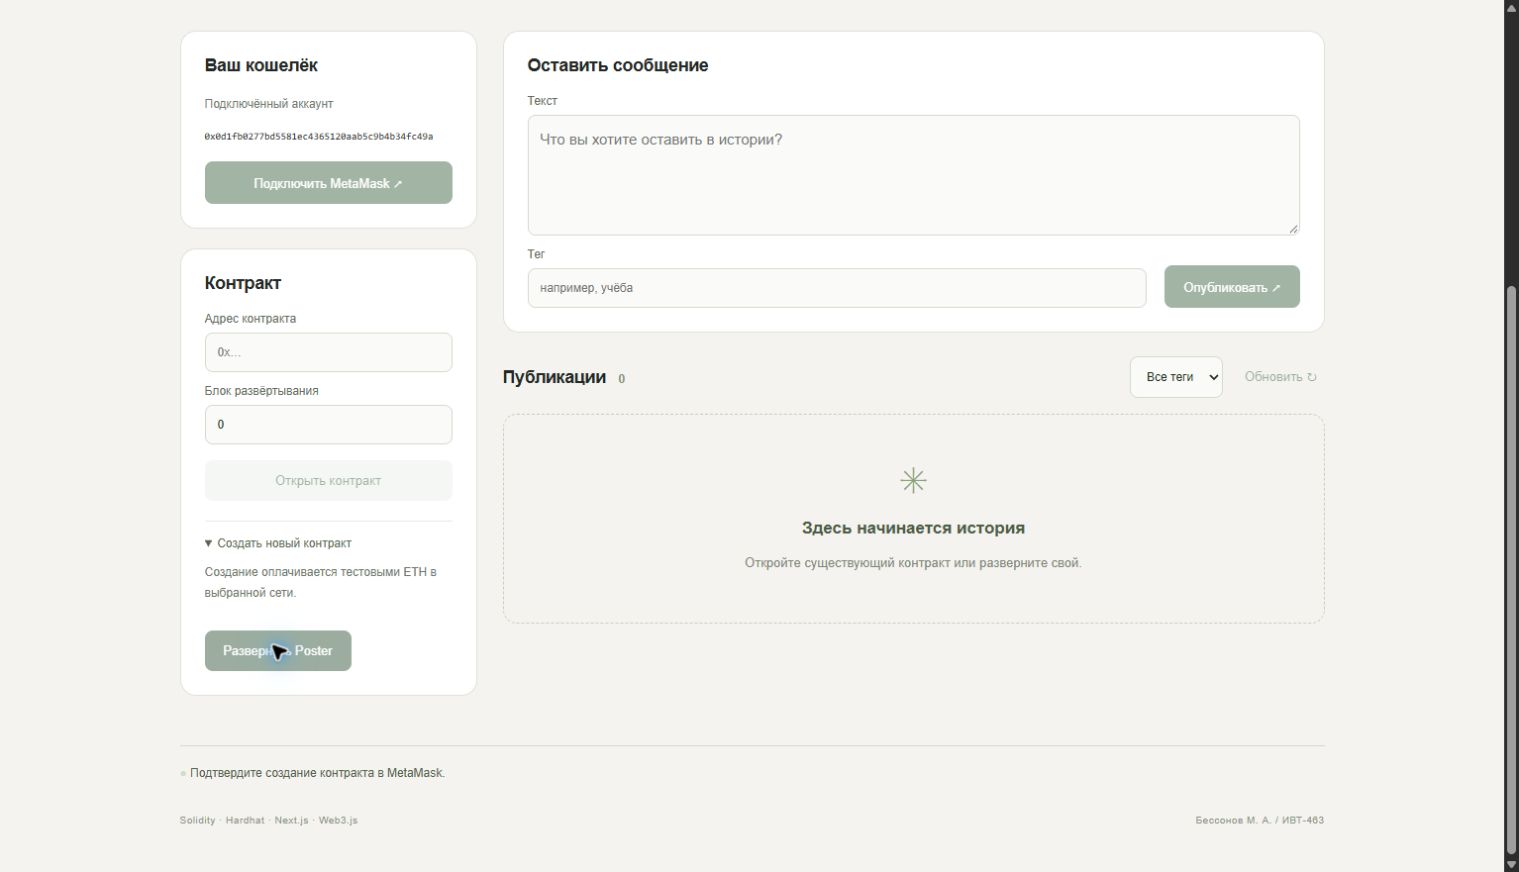 Ваш кошелёк
Подключённый аккаунт
0x0d1fb0277bd5581ec4365120aab5c9b4b34fc49a
Подключить MetaMask ↗
Контракт
Адрес контракта
0x...
Блок развёртывания
0
Открыть контракт
▼ Создать новый контракт
Создание оплачивается тестовыми ETH в
выбранной сети.
Poster
Оставить сообщение
Текст
Что вы хотите оставить в истории?
Тег
например, учёба
Опубликовать ↗
Публикации 0
Все теги
Обновить ↻
Здесь начинается история
Откройте существующий контракт или разверните свой.
Подтвердите создание контракта в MetaMask.
Solidity · Hardhat · Next.js · Web3.js
Бессонов М. А. / ИВТ-463